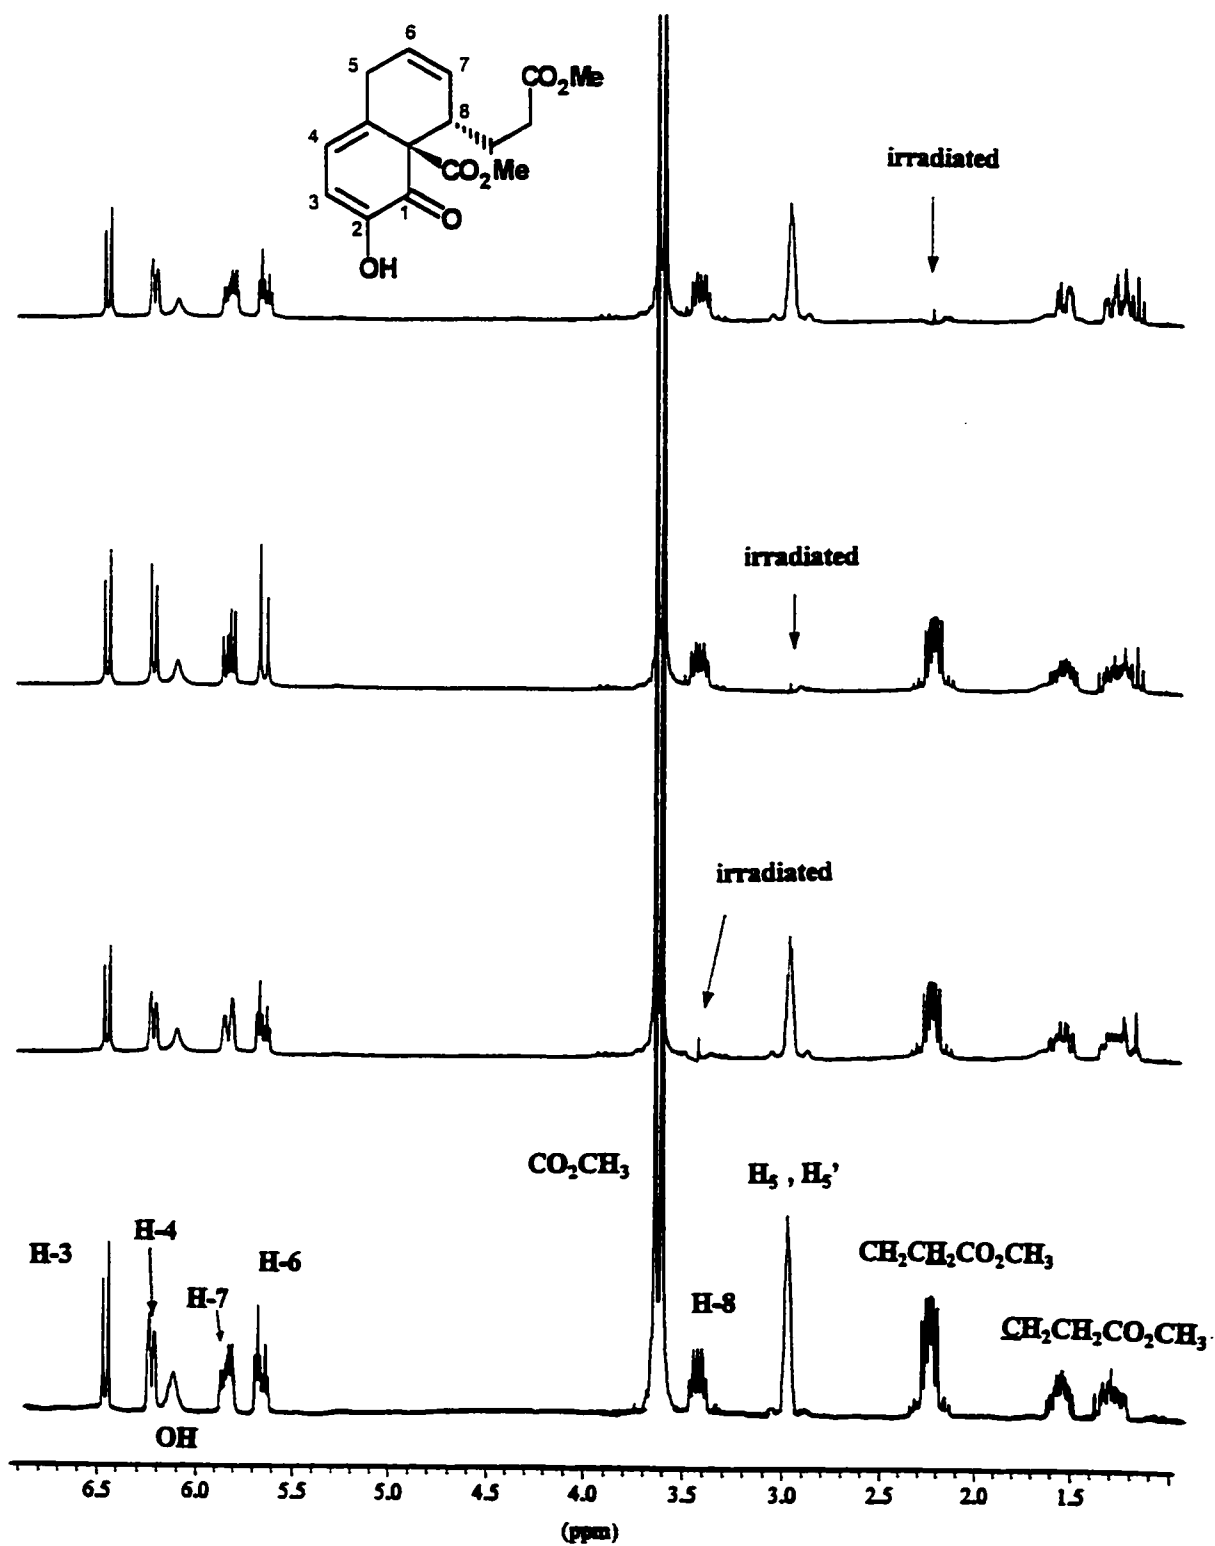 6
5
7
CO₂Me
8
4
CO₂Me
3
1
O
2
OH
irradiated
irradiated
irradiated
CO₂CH₃
H₅ , H₅'
H-4
H-3
H-6
CH₂CH₂CO₂CH₃
H-7
H-8
CH₂CH₂CO₂CH₃
OH
6.5 6.0 5.5 5.0 4.5 4.0 3.5 3.0 2.5 2.0 1.5
(ppm)